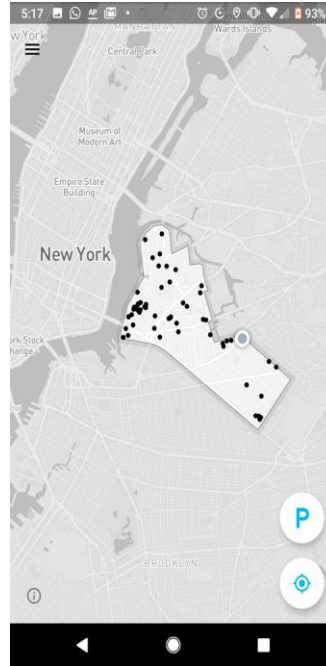 5:17
93%
MANHATTAN
Wards Islands
w York
Central Park
Museum of
Modern Art
Empire State
Building
New York
ork Stock
hange
BROOKLYN
P